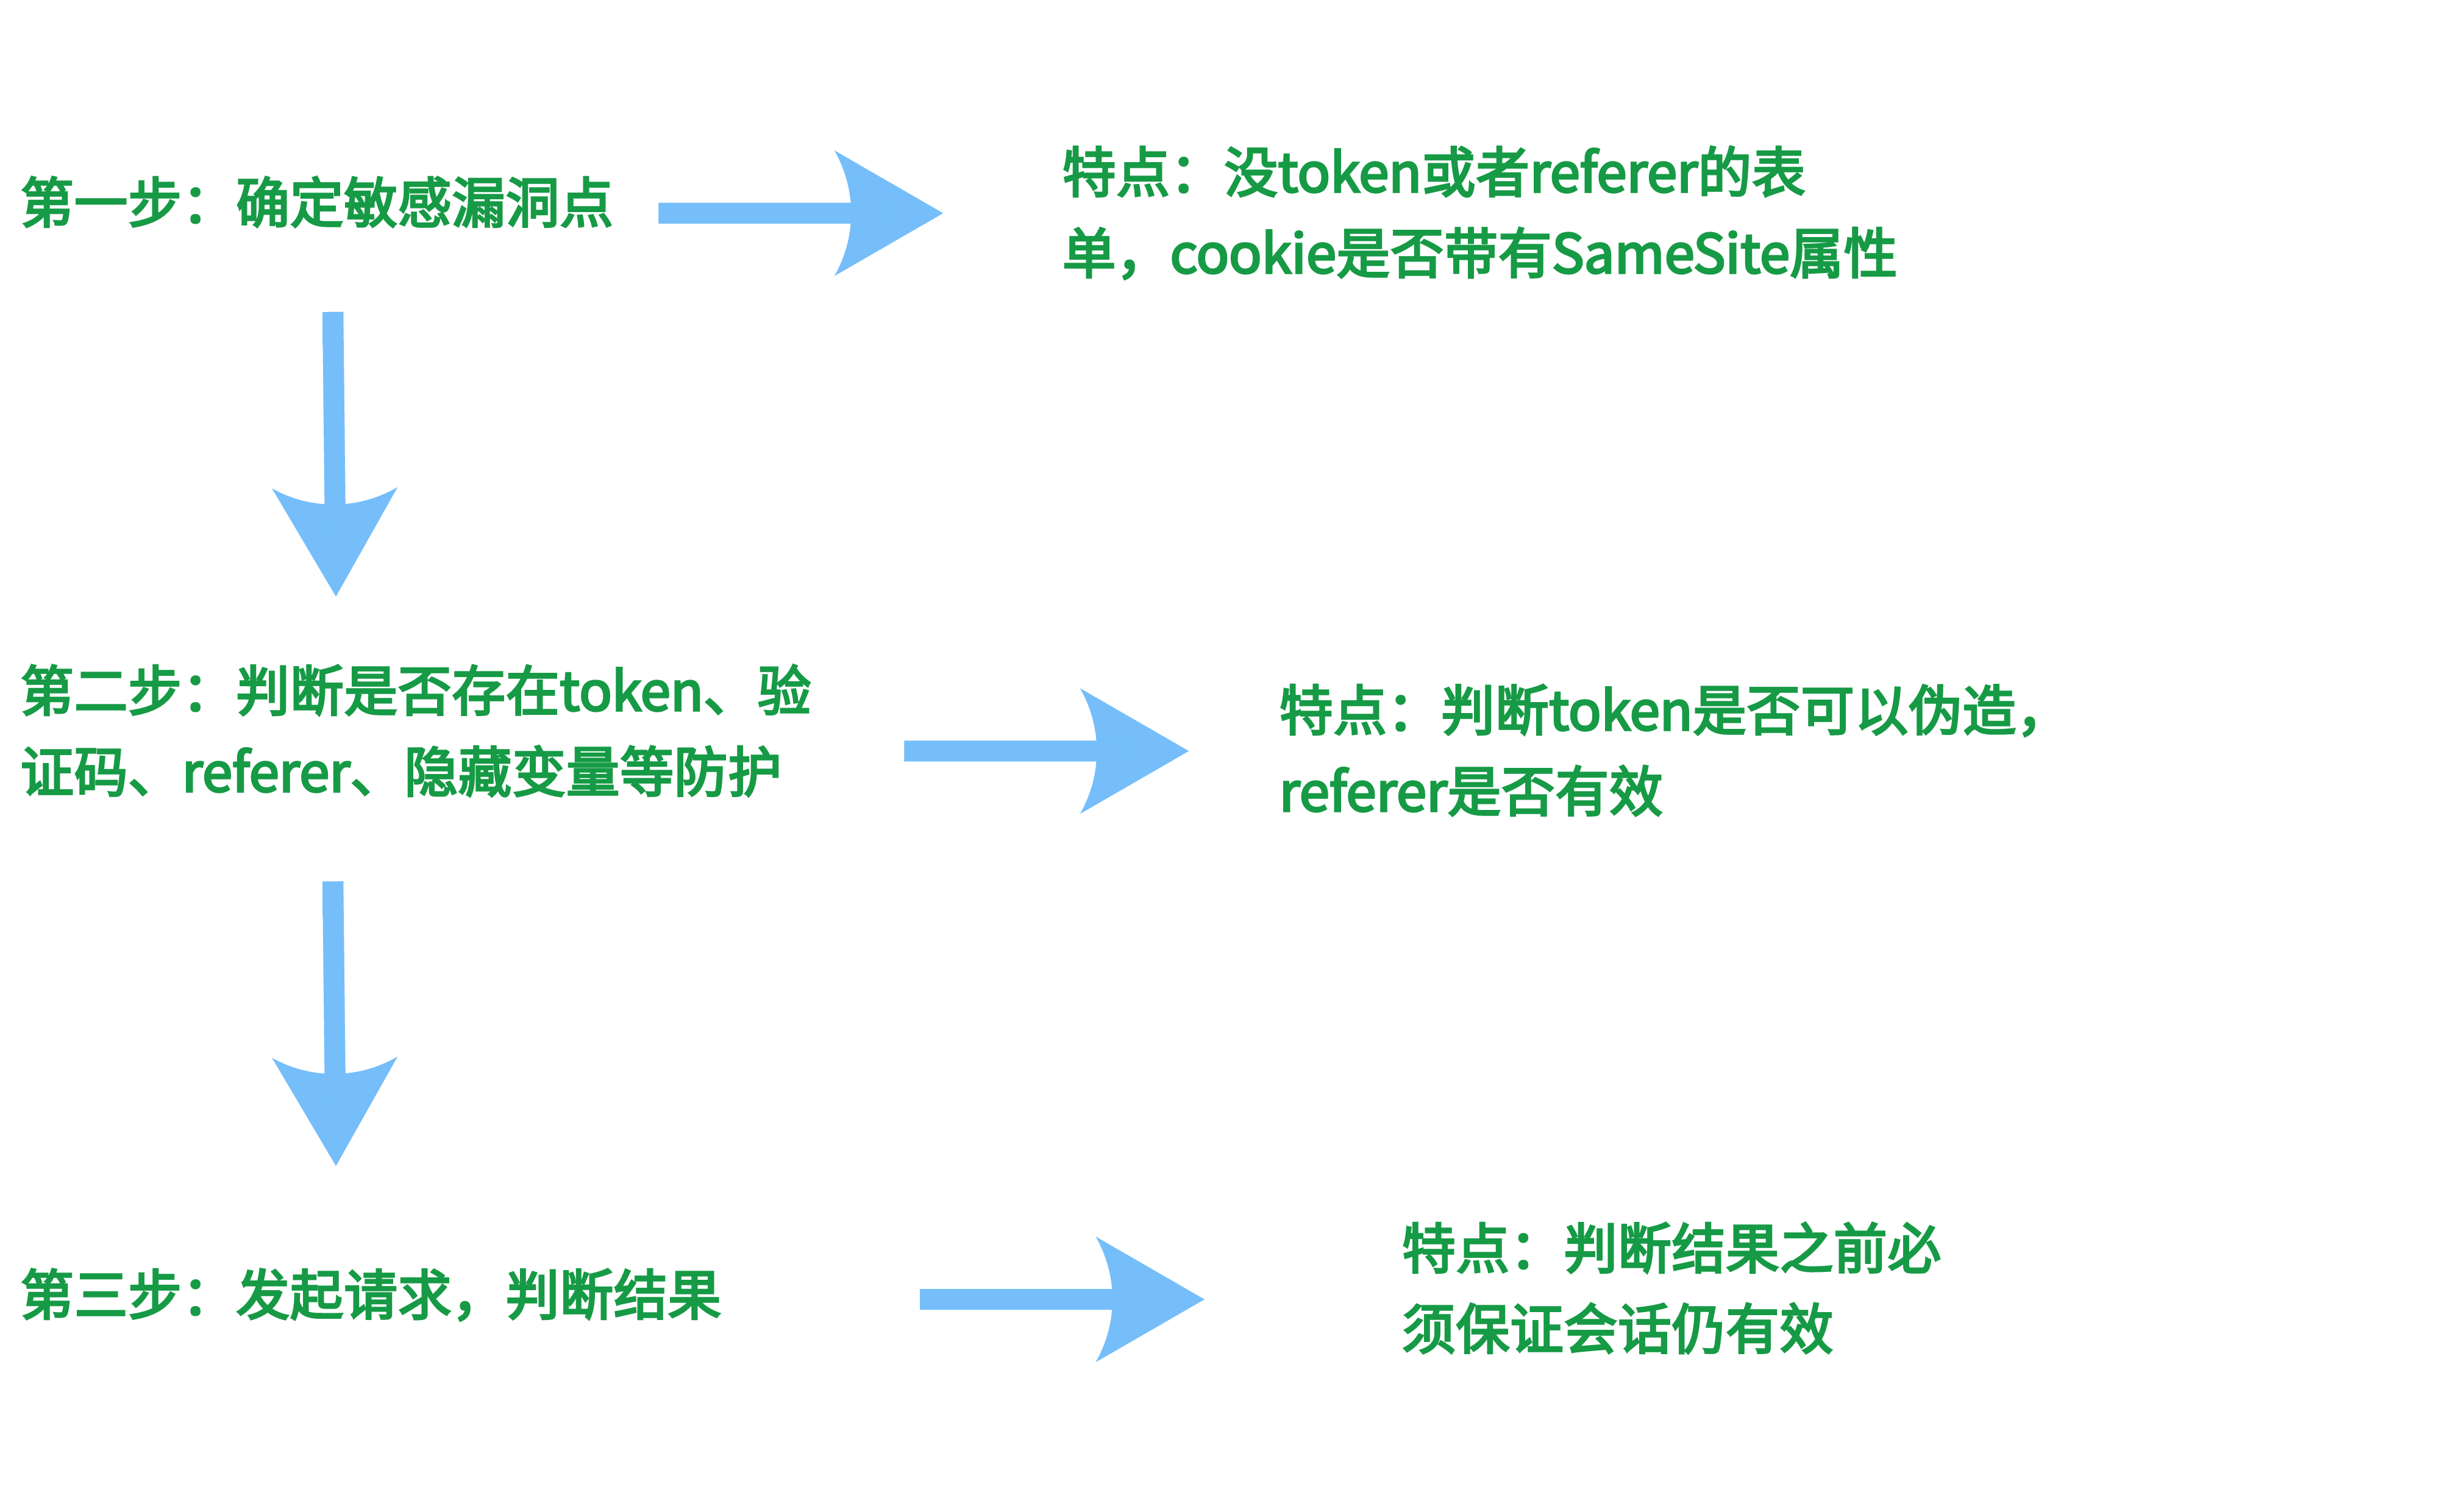 第一步：确定敏感漏洞点
特点：没token或者referer的表
单，cookie是否带有SameSite属性
第二步：判断是否存在token、验
证码、referer、隐藏变量等防护
特点：判断token是否可以伪造，
referer是否有效
第三步：发起请求，判断结果
特点：判断结果之前必
须保证会话仍有效